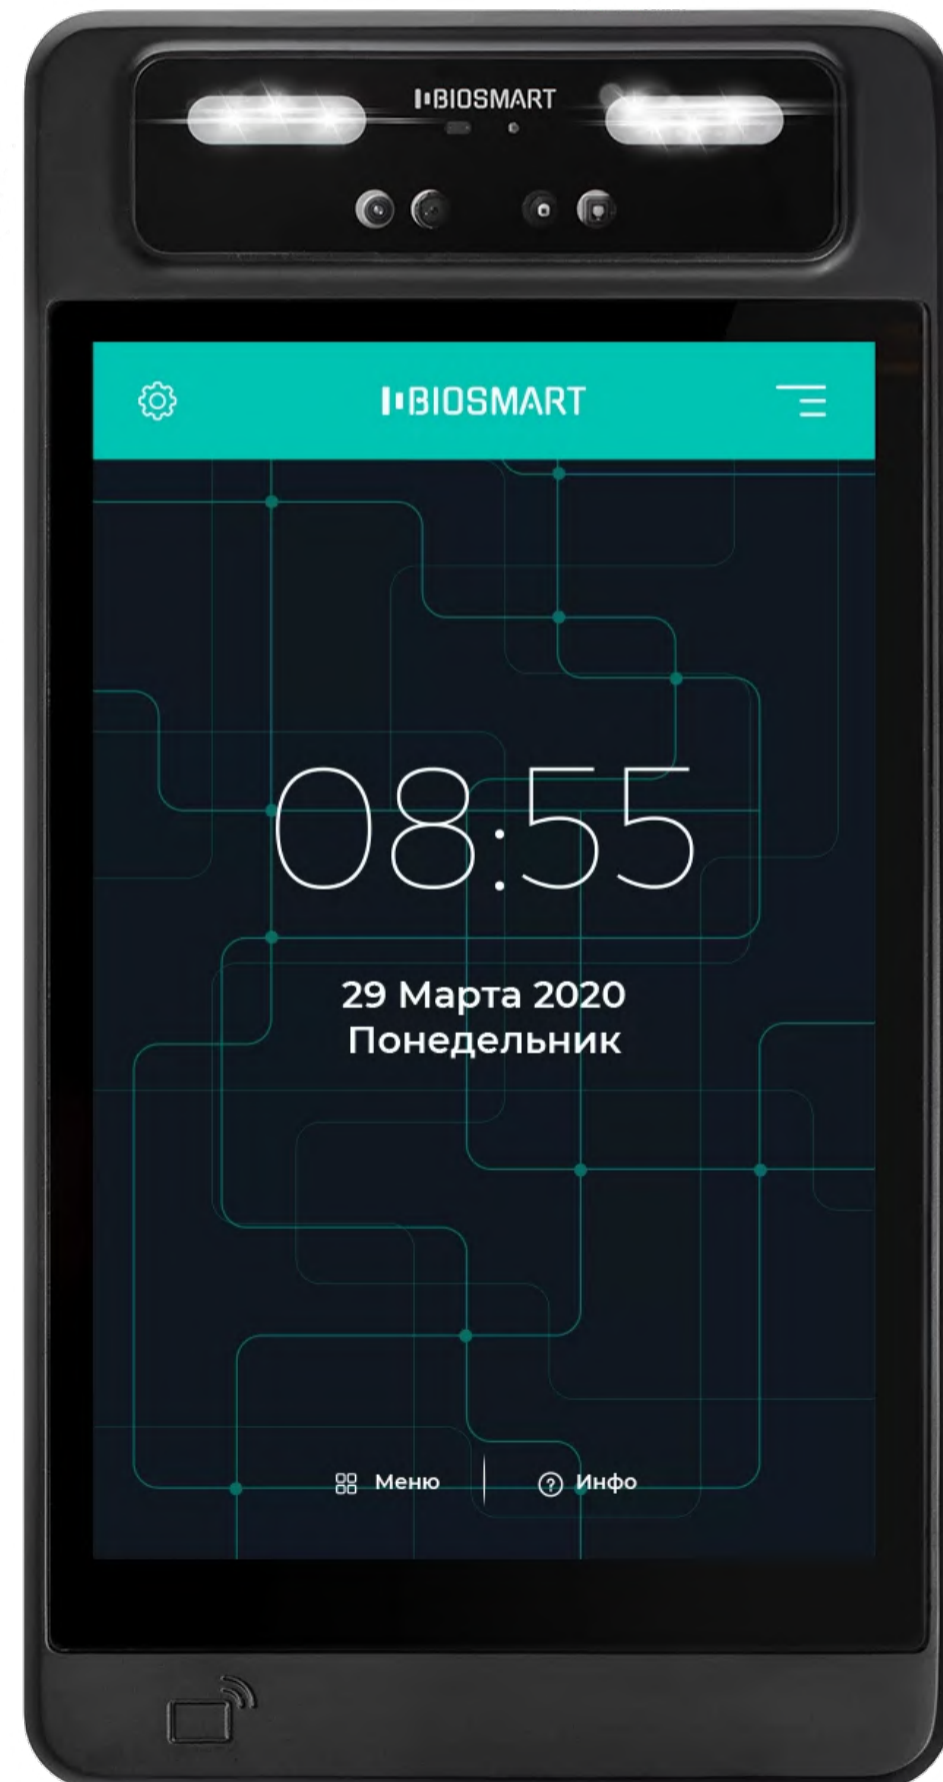 BIOSMART
BIOSMART
08:55
29 Марта 2020
Понедельник
Меню
Инфо